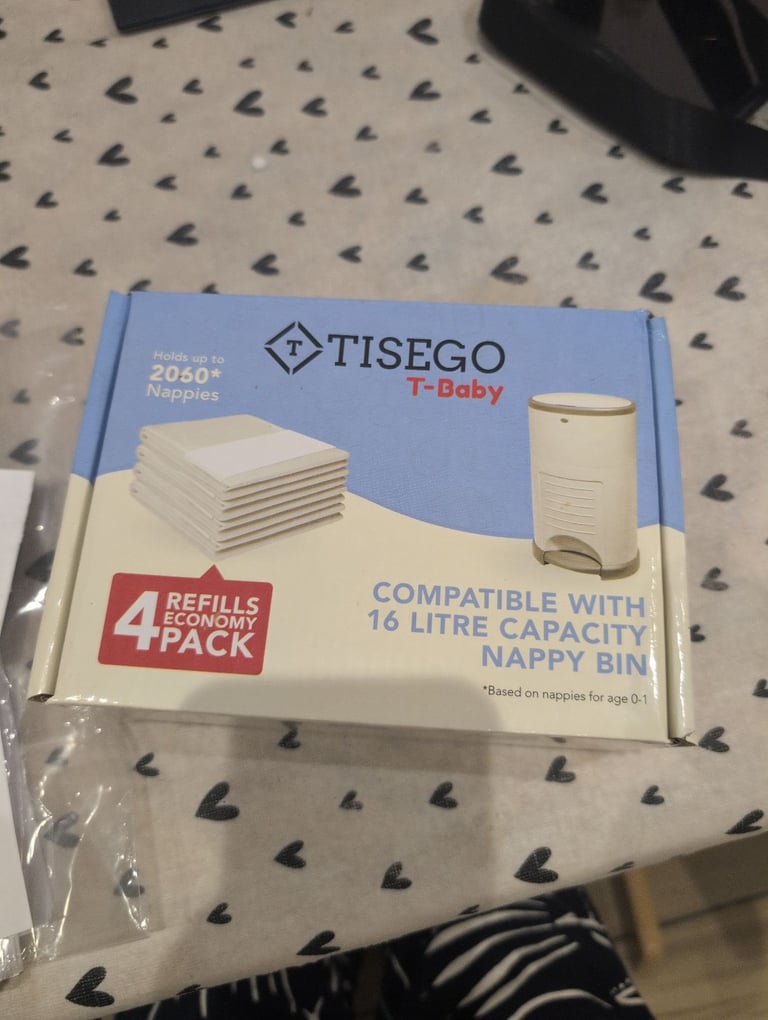 Holds up to
2060*
Nappies
T TISEGO
T-Baby
4 REFILLS
ECONOMY
PACK
COMPATIBLE WITH
16 LITRE CAPACITY
NAPPY BIN
*Based on nappies for age 0-1